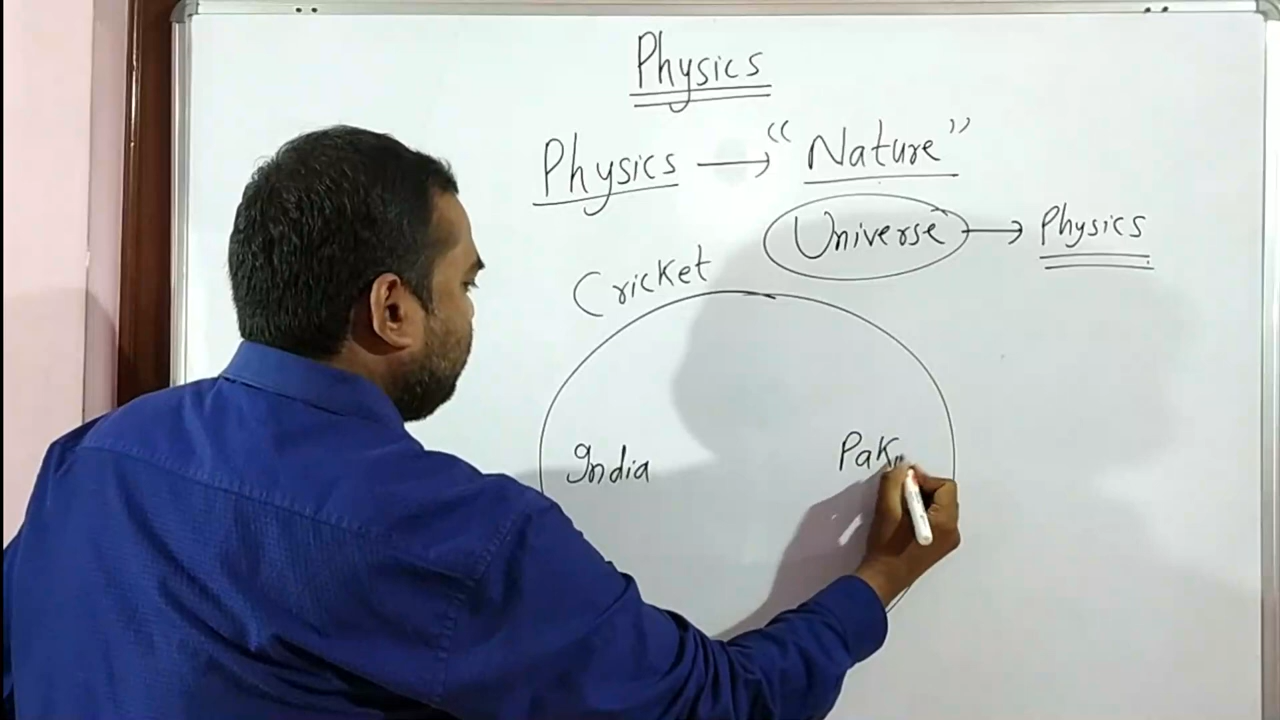 Physics
Physics → "Nature"
Universe → Physics
Cricket
India Pak